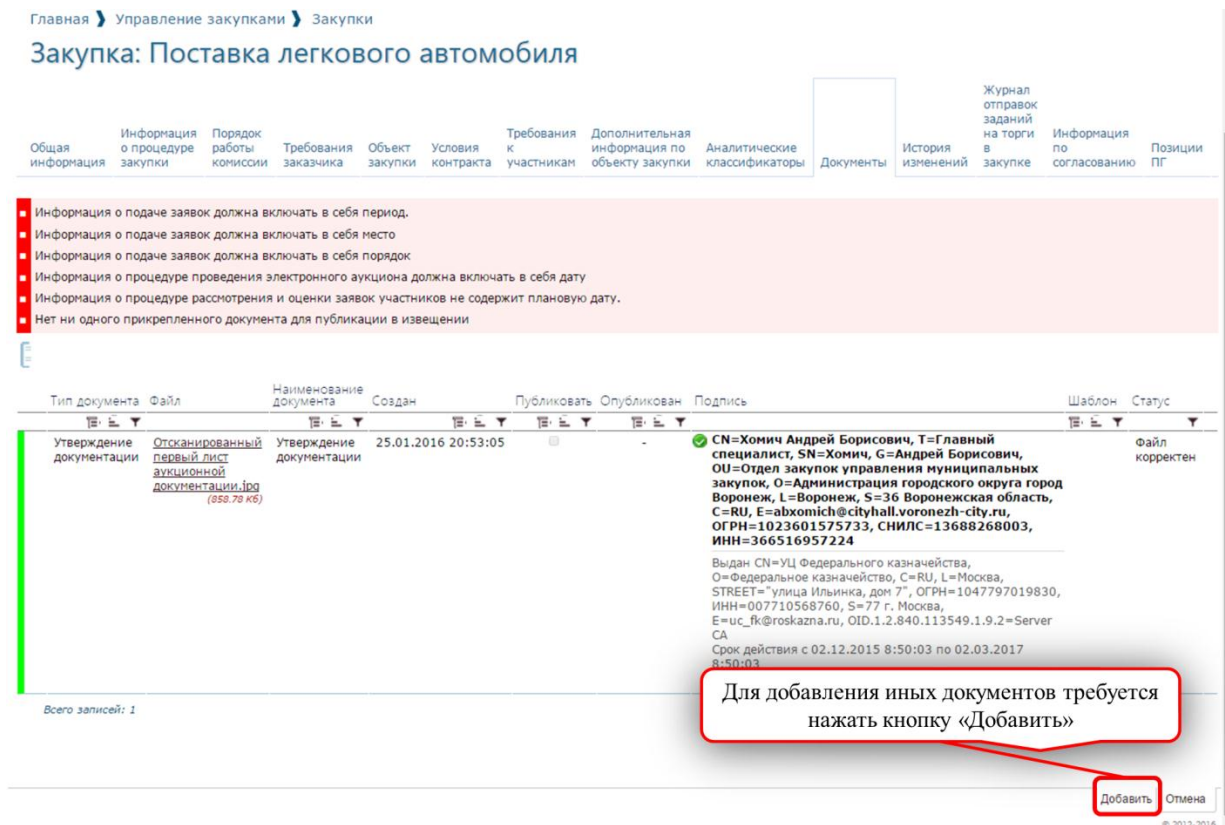 Главная ❱ Управление закупками ❱ Закупки
Закупка: Поставка легкового автомобиля
Общая информация
Информация о процедуре закупки
Порядок работы комиссии
Требования заказчика
Объект закупки
Условия контракта
Требования к участникам
Дополнительная информация по объекту закупки
Аналитические классификаторы
Документы
История изменений
Журнал отправок заданий на торги в закупке
Информация по согласованию
Позиции ПГ
Информация о подаче заявок должна включать в себя период.
Информация о подаче заявок должна включать в себя место
Информация о подаче заявок должна включать в себя порядок
Информация о процедуре проведения электронного аукциона должна включать в себя дату
Информация о процедуре рассмотрения и оценки заявок участников не содержит плановую дату.
Нет ни одного прикрепленного документа для публикации в извещении
Тип документа Файл Наименование документа Создан Публиковать Опубликован Подпись Шаблон Статус
Утверждение документации
Отсканированный
первый лист
аукционной
документации.jpg
(858.78 Кб)
Утверждение документации
25.01.2016 20:53:05
-
CN=Хомич Андрей Борисович, T=Главный
специалист, SN=Хомич, G=Андрей Борисович,
OU=Отдел закупок управления муниципальных
закупок, O=Администрация городского округа город
Воронеж, L=Воронеж, S=36 Воронежская область,
C=RU, E=abxomich@cityhall.voronezh-city.ru,
ОГРН=1023601575733, СНИЛС=13688268003,
ИНН=366516957224
Выдан CN=УЦ Федерального казначейства,
O=Федеральное казначейство, C=RU, L=Москва,
STREET="улица Ильинка, дом 7", ОГРН=1047797019830,
ИНН=007710568760, S=77 г. Москва,
E=uc_fk@roskazna.ru, OID.1.2.840.113549.1.9.2=Server
CA
Срок действия с 02.12.2015 8:50:03 по 02.03.2017
8:50:03
Файл
корректен
Всего записей: 1
Для добавления иных документов требуется
нажать кнопку «Добавить»
Добавить Отмена
© 2012-2016